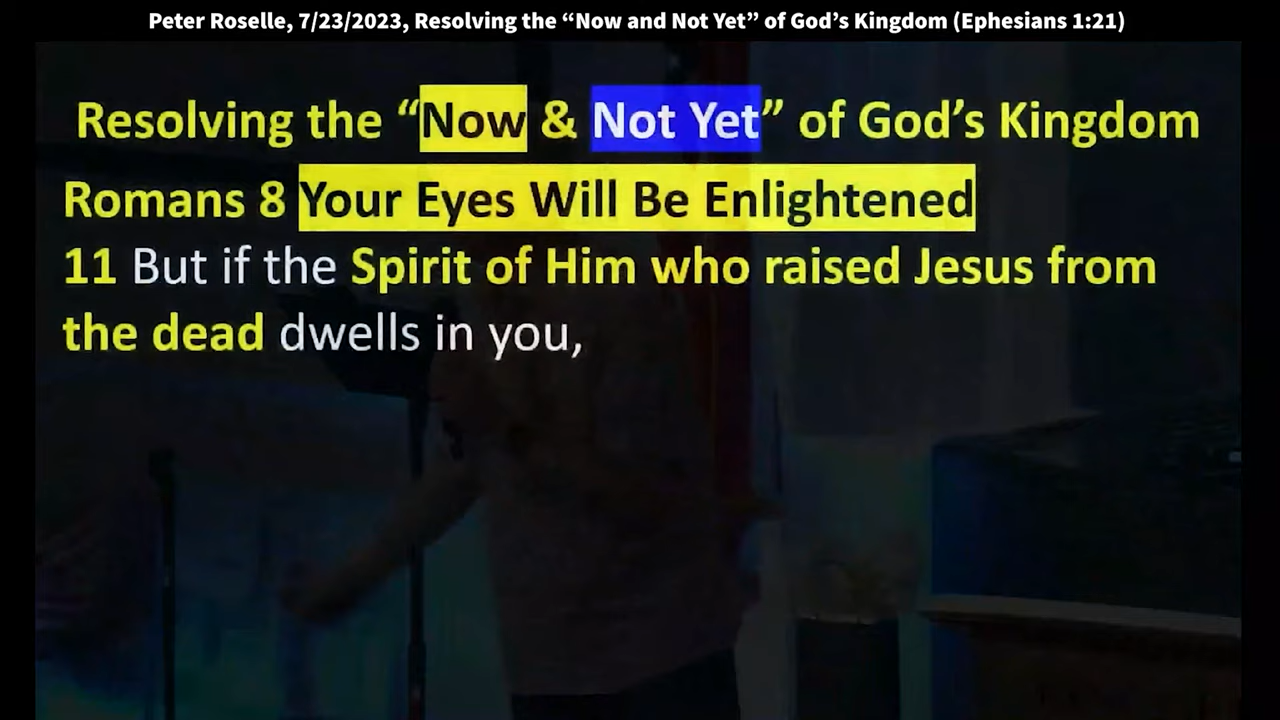 Peter Roselle, 7/23/2023, Resolving the “Now and Not Yet” of God’s Kingdom (Ephesians 1:21)
Resolving the “Now & Not Yet” of God’s Kingdom
Romans 8 Your Eyes Will Be Enlightened
11 But if the Spirit of Him who raised Jesus from
the dead dwells in you,